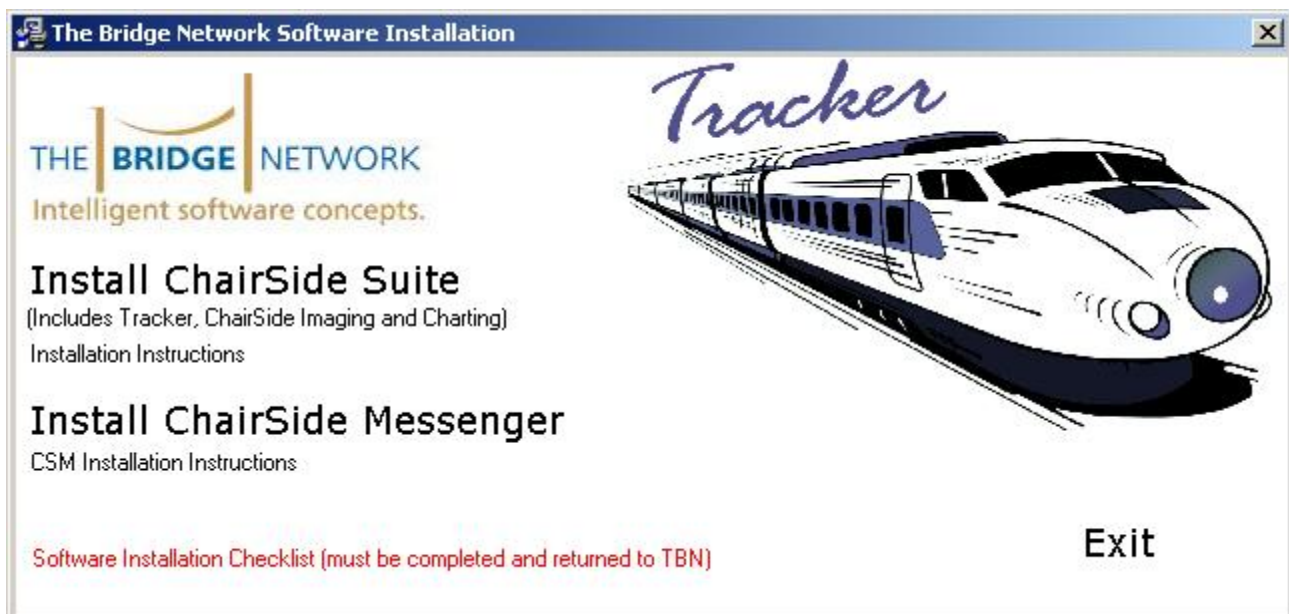 The Bridge Network Software Installation
Tracker
THE BRIDGE NETWORK
Intelligent software concepts.
Install ChairSide Suite
(Includes Tracker, ChairSide Imaging and Charting)
Installation Instructions
Install ChairSide Messenger
CSM Installation Instructions
Software Installation Checklist (must be completed and returned to TBN)
Exit